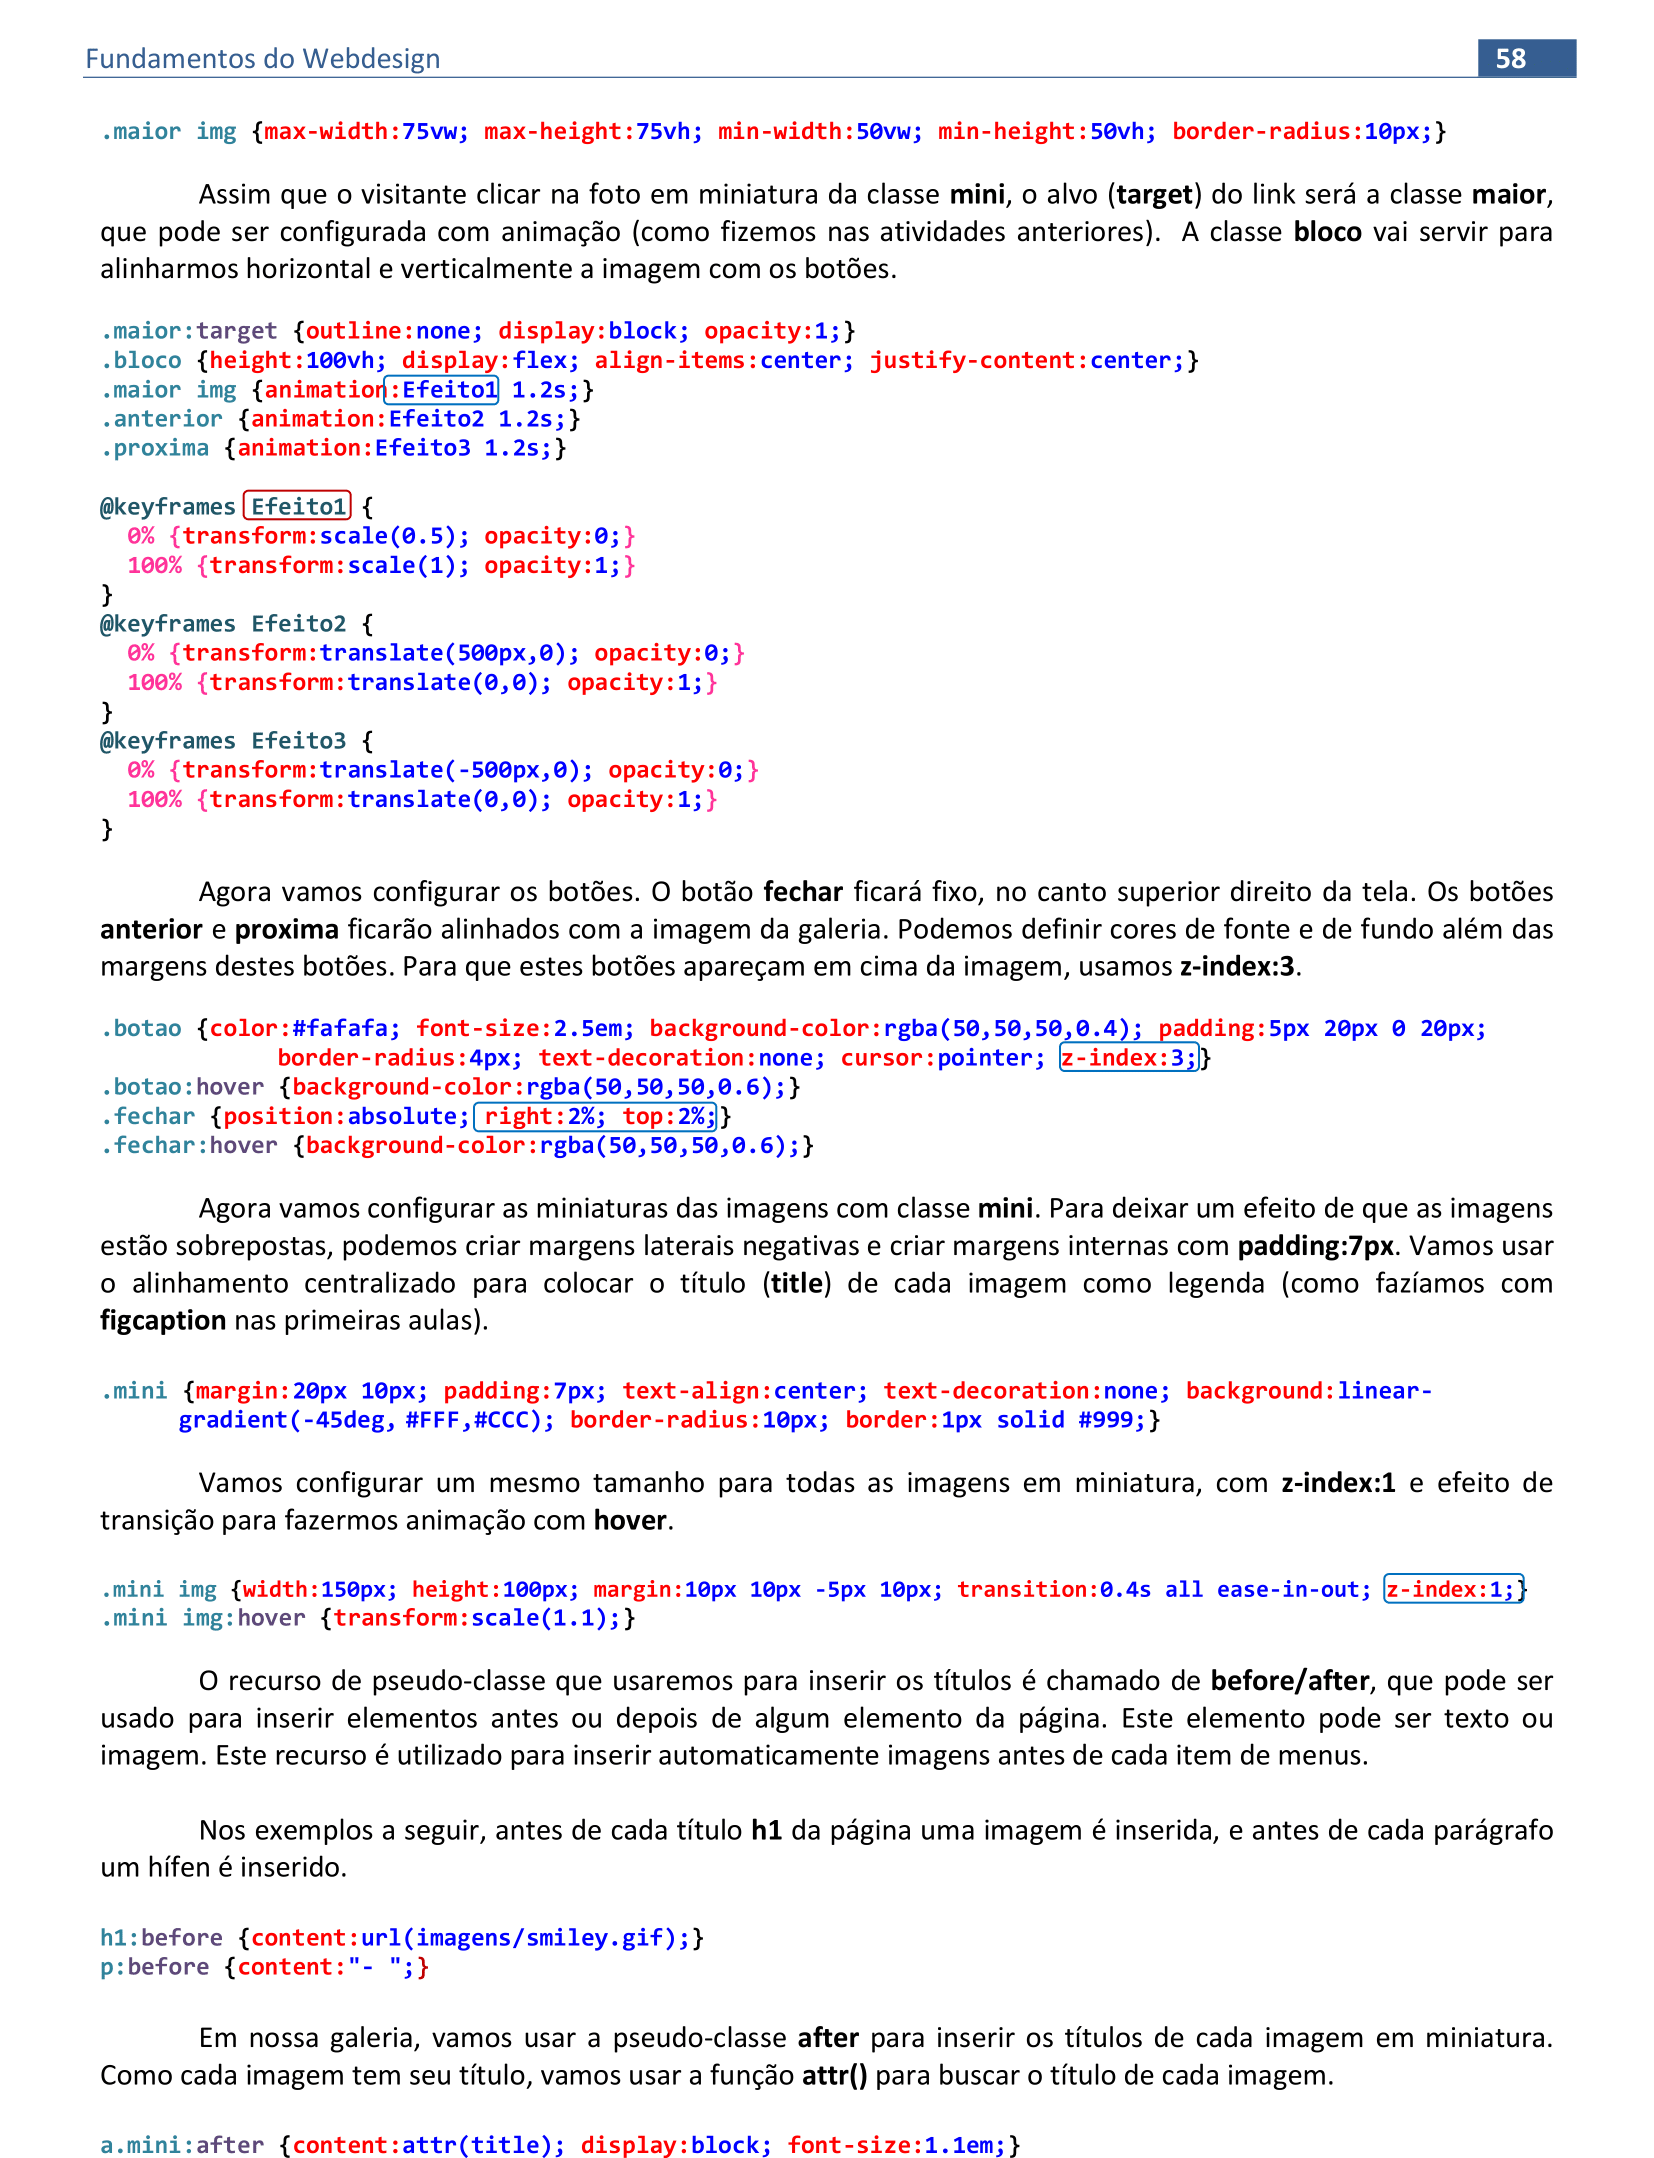 Fundamentos do Webdesign 58
.maior img {max-width:75vw; max-height:75vh; min-width:50vw; min-height:50vh; border-radius:10px;}
Assim que o visitante clicar na foto em miniatura da classe mini, o alvo (target) do link será a classe maior,
que pode ser configurada com animação (como fizemos nas atividades anteriores). A classe bloco vai servir para
alinharmos horizontal e verticalmente a imagem com os botões.
.maior:target {outline:none; display:block; opacity:1;}
.bloco {height:100vh; display:flex; align-items:center; justify-content:center;}
.maior img {animation:Efeito1 1.2s;}
.anterior {animation:Efeito2 1.2s;}
.proxima {animation:Efeito3 1.2s;}
@keyframes Efeito1 {
0% {transform:scale(0.5); opacity:0;}
100% {transform:scale(1); opacity:1;}
}
@keyframes Efeito2 {
0% {transform:translate(500px,0); opacity:0;}
100% {transform:translate(0,0); opacity:1;}
}
@keyframes Efeito3 {
0% {transform:translate(-500px,0); opacity:0;}
100% {transform:translate(0,0); opacity:1;}
}
Agora vamos configurar os botões. O botão fechar ficará fixo, no canto superior direito da tela. Os botões
anterior e proxima ficarão alinhados com a imagem da galeria. Podemos definir cores de fonte e de fundo além das
margens destes botões. Para que estes botões apareçam em cima da imagem, usamos z-index:3.
.botao {color:#fafafa; font-size:2.5em; background-color:rgba(50,50,50,0.4); padding:5px 20px 0 20px;
border-radius:4px; text-decoration:none; cursor:pointer; z-index:3;}
.botao:hover {background-color:rgba(50,50,50,0.6);}
.fechar {position:absolute; right:2%; top:2%;}
.fechar:hover {background-color:rgba(50,50,50,0.6);}
Agora vamos configurar as miniaturas das imagens com classe mini. Para deixar um efeito de que as imagens
estão sobrepostas, podemos criar margens laterais negativas e criar margens internas com padding:7px. Vamos usar
o alinhamento centralizado para colocar o título (title) de cada imagem como legenda (como fazíamos com
figcaption nas primeiras aulas).
.mini {margin:20px 10px; padding:7px; text-align:center; text-decoration:none; background:linear-
gradient(-45deg, #FFF,#CCC); border-radius:10px; border:1px solid #999;}
Vamos configurar um mesmo tamanho para todas as imagens em miniatura, com z-index:1 e efeito de
transição para fazermos animação com hover.
.mini img {width:150px; height:100px; margin:10px 10px -5px 10px; transition:0.4s all ease-in-out; z-index:1;}
.mini img:hover {transform:scale(1.1);}
O recurso de pseudo-classe que usaremos para inserir os títulos é chamado de before/after, que pode ser
usado para inserir elementos antes ou depois de algum elemento da página. Este elemento pode ser texto ou
imagem. Este recurso é utilizado para inserir automaticamente imagens antes de cada item de menus.
Nos exemplos a seguir, antes de cada título h1 da página uma imagem é inserida, e antes de cada parágrafo
um hífen é inserido.
h1:before {content:url(imagens/smiley.gif);}
p:before {content:"- ";}
Em nossa galeria, vamos usar a pseudo-classe after para inserir os títulos de cada imagem em miniatura.
Como cada imagem tem seu título, vamos usar a função attr() para buscar o título de cada imagem.
a.mini:after {content:attr(title); display:block; font-size:1.1em;}